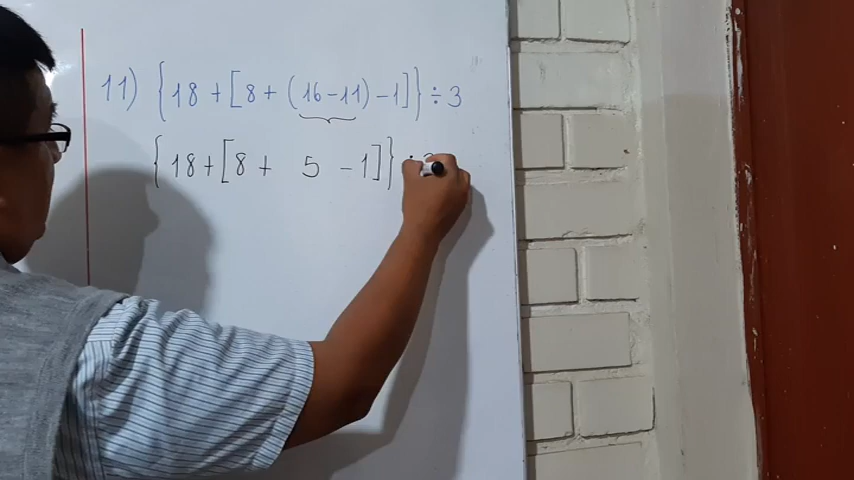 11) {18 + [8 + (16 - 11) - 1]} ÷ 3
{18 + [8 + 5 - 1]} ÷